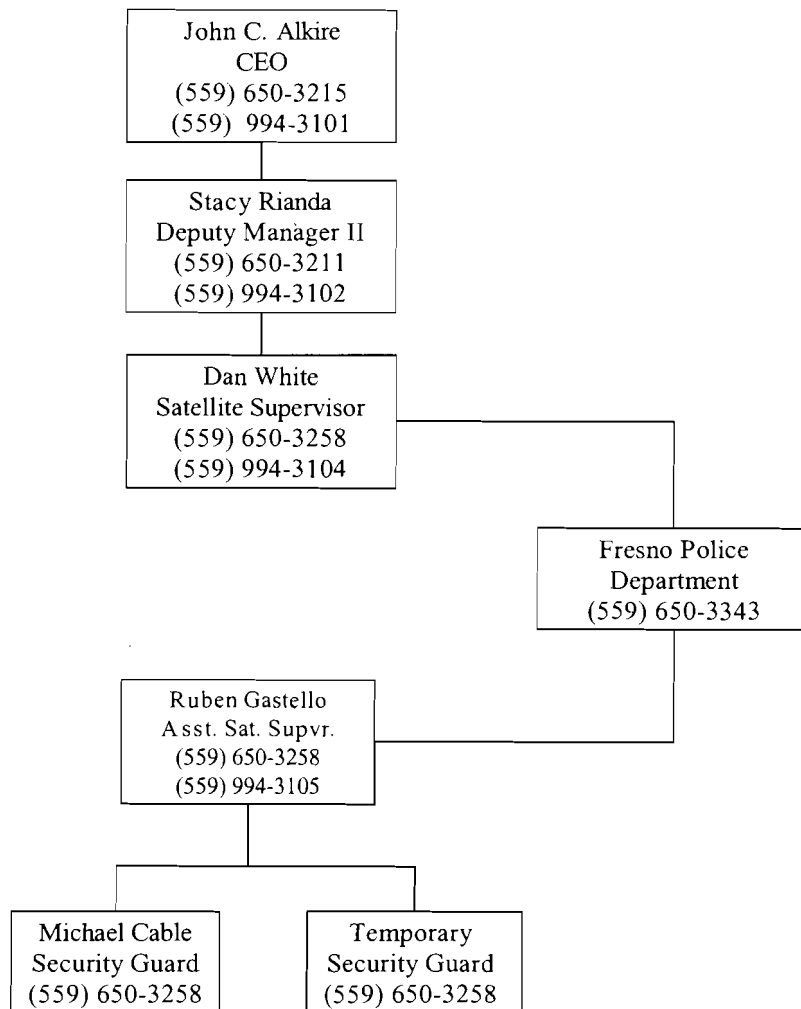 John C. Alkire
CEO
(559) 650-3215
(559) 994-3101
Stacy Rianda
Deputy Manager II
(559) 650-3211
(559) 994-3102
Dan White
Satellite Supervisor
(559) 650-3258
(559) 994-3104
Fresno Police
Department
(559) 650-3343
Ruben Gastello
Asst. Sat. Supvr.
(559) 650-3258
(559) 994-3105
Michael Cable
Security Guard
(559) 650-3258
Temporary
Security Guard
(559) 650-3258